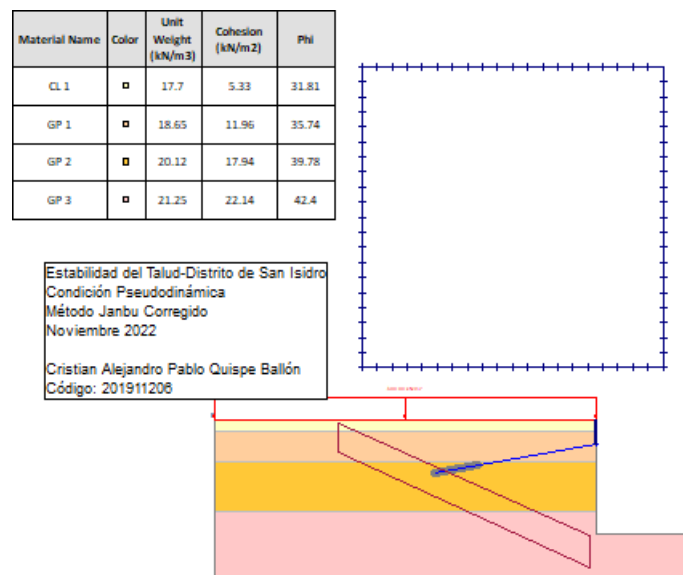 Material Name Color Unit Weight (kN/m3) Cohesion (kN/m2) Phi
CL 1 17.7 5.33 31.81
GP 1 18.65 11.96 35.74
GP 2 20.12 17.94 39.78
GP 3 21.25 22.14 42.4
Estabilidad del Talud-Distrito de San Isidro
Condición Pseudodinámica
Método Janbu Corregido
Noviembre 2022
Cristian Alejandro Pablo Quispe Ballón
Código: 201911206